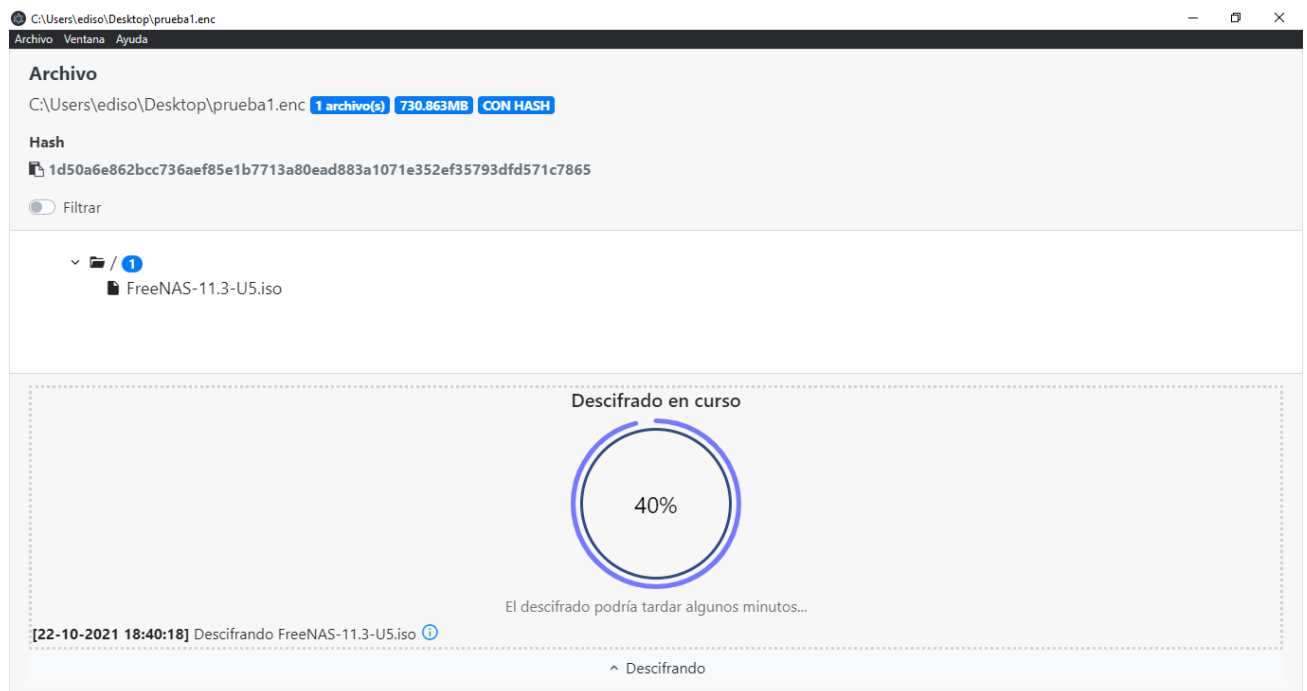 C:\Users\ediso\Desktop\prueba1.enc
Archivo Ventana Ayuda
Archivo
C:\Users\ediso\Desktop\prueba1.enc 1 archivo(s) 730.863MB CON HASH
Hash
1d50a6e862bcc736aef85e1b7713a80ead883a1071e352ef35793dfd571c7865
Filtrar
/ 1
FreeNAS-11.3-U5.iso
Descifrado en curso
40%
El descifrado podría tardar algunos minutos...
[22-10-2021 18:40:18] Descifrando FreeNAS-11.3-U5.iso
Descifrando